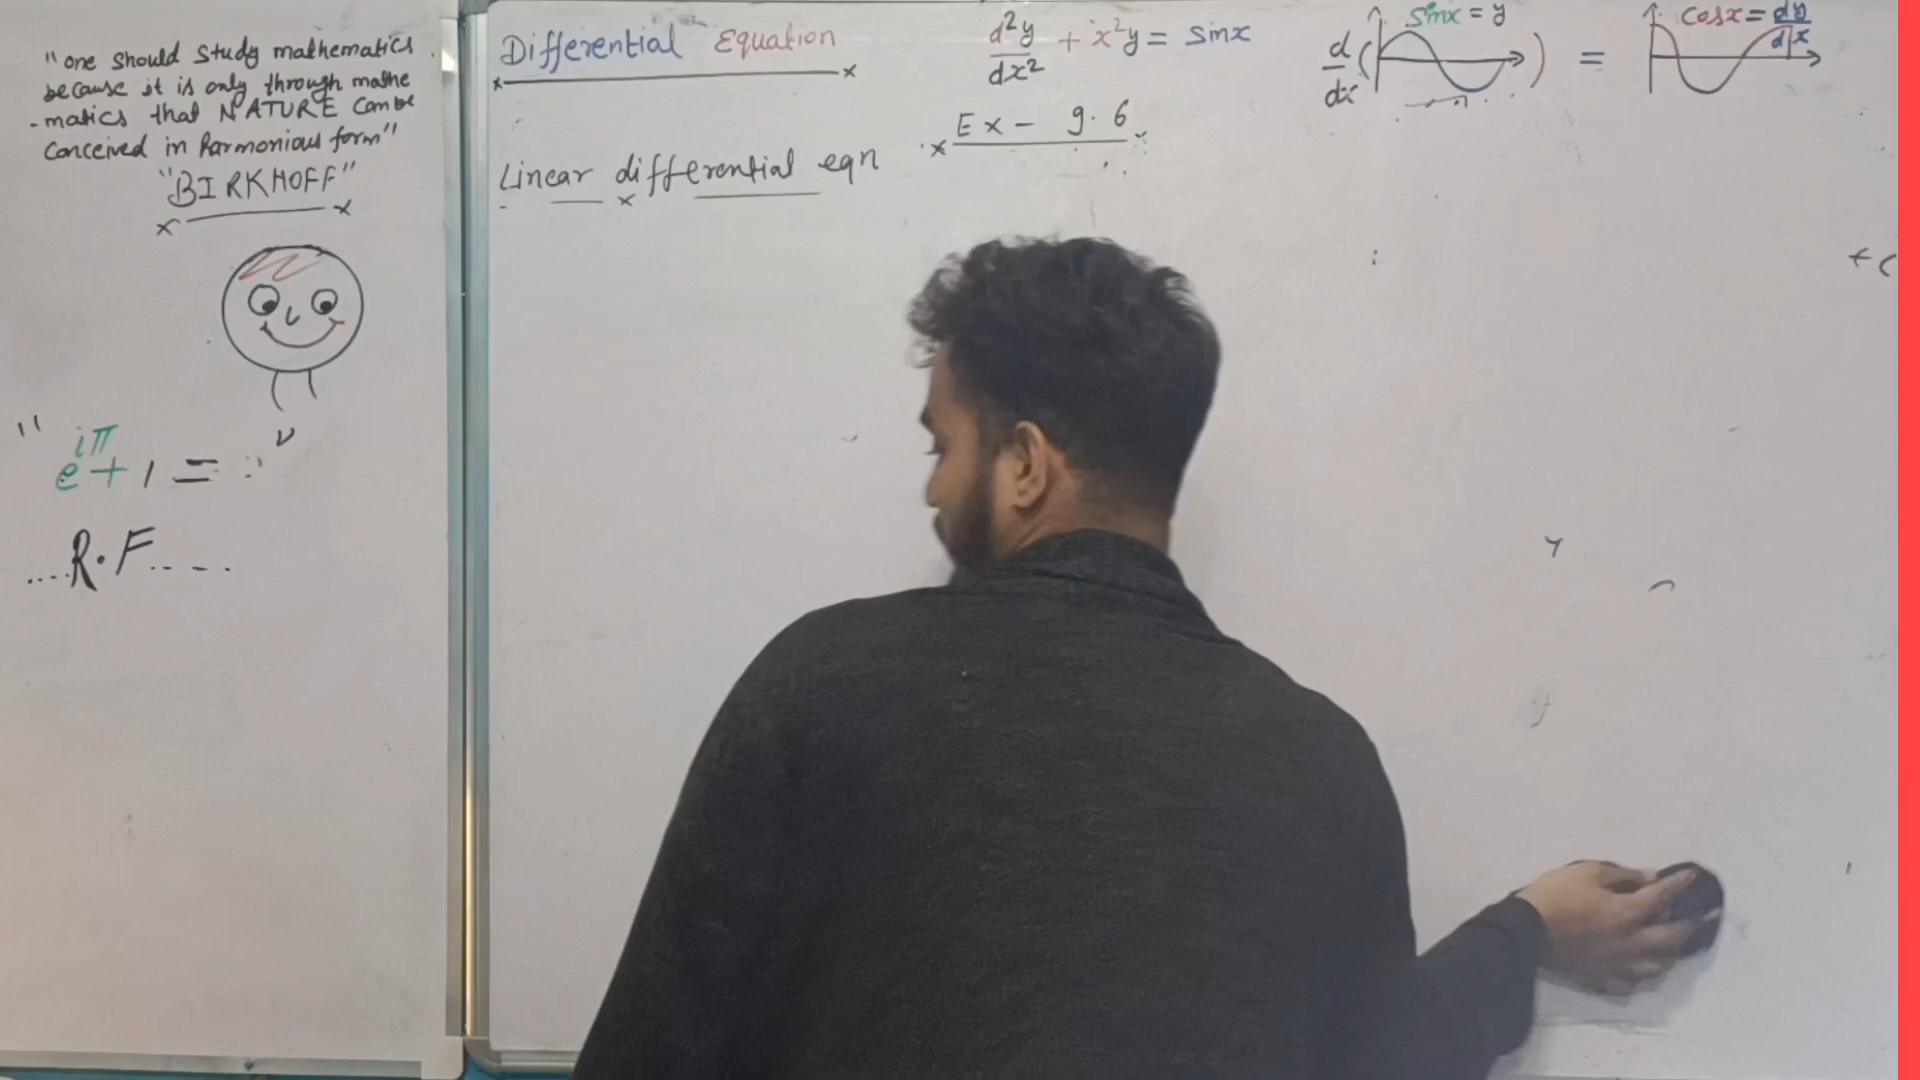 "one should study mathematics
because it is only through mathe
-matics that NATURE can be
conceived in harmonious form"
"BIRKHOFF"
" e^iπ + 1 = "
....R.F.....
Differential Equation
d²y/dx² + x²y = sinx
Ex - 9.6
Linear differential eqn
d/dx ( sinx = y ) = cosx = dy/dx
+ c